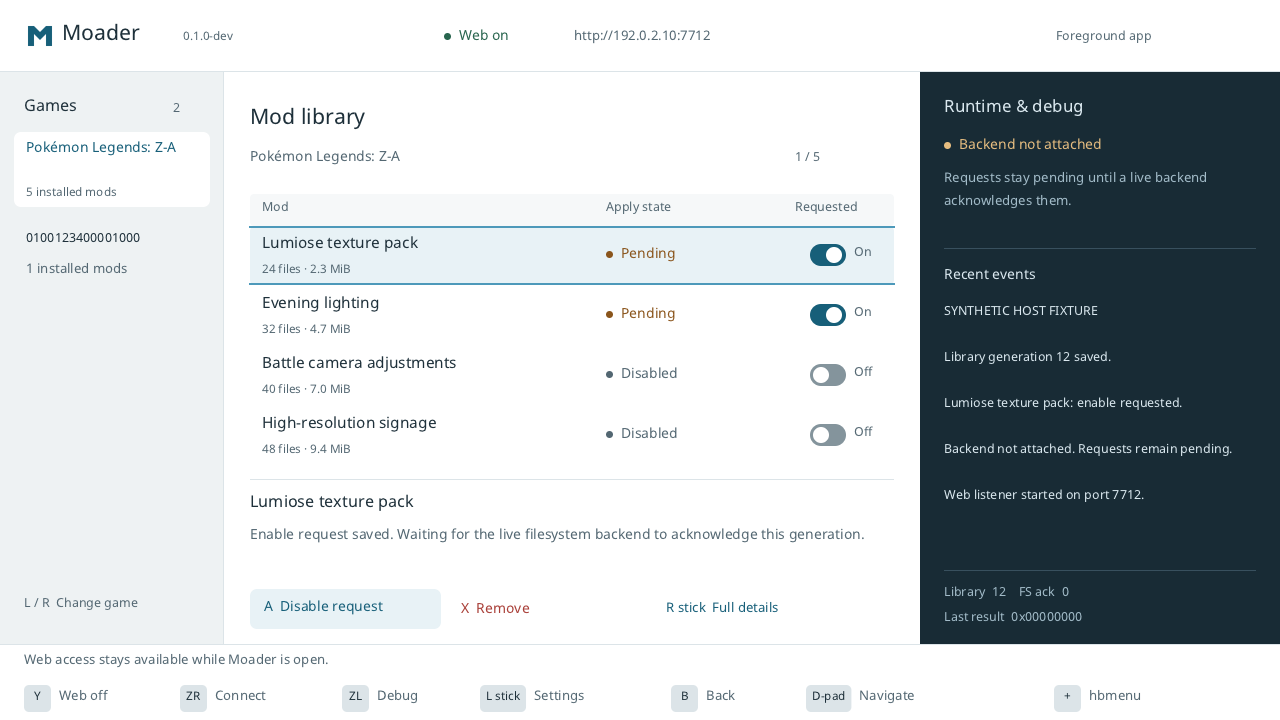 Moader
0.1.0-dev
Web on
http://192.0.2.10:7712
Foreground app
Games
2
Pokémon Legends: Z-A
5 installed mods
0100123400001000
1 installed mods
L / R Change game
Mod library
Pokémon Legends: Z-A
1 / 5
Mod Apply state Requested
Lumiose texture pack
24 files · 2.3 MiB
Pending
On
Evening lighting
32 files · 4.7 MiB
Pending
On
Battle camera adjustments
40 files · 7.0 MiB
Disabled
Off
High-resolution signage
48 files · 9.4 MiB
Disabled
Off
Lumiose texture pack
Enable request saved. Waiting for the live filesystem backend to acknowledge this generation.
A Disable request
X Remove
R stick Full details
Runtime & debug
Backend not attached
Requests stay pending until a live backend
acknowledges them.
Recent events
SYNTHETIC HOST FIXTURE
Library generation 12 saved.
Lumiose texture pack: enable requested.
Backend not attached. Requests remain pending.
Web listener started on port 7712.
Library 12 FS ack 0
Last result 0x00000000
Web access stays available while Moader is open.
Y Web off
ZR Connect
ZL Debug
L stick Settings
B Back
D-pad Navigate
+ hbmenu